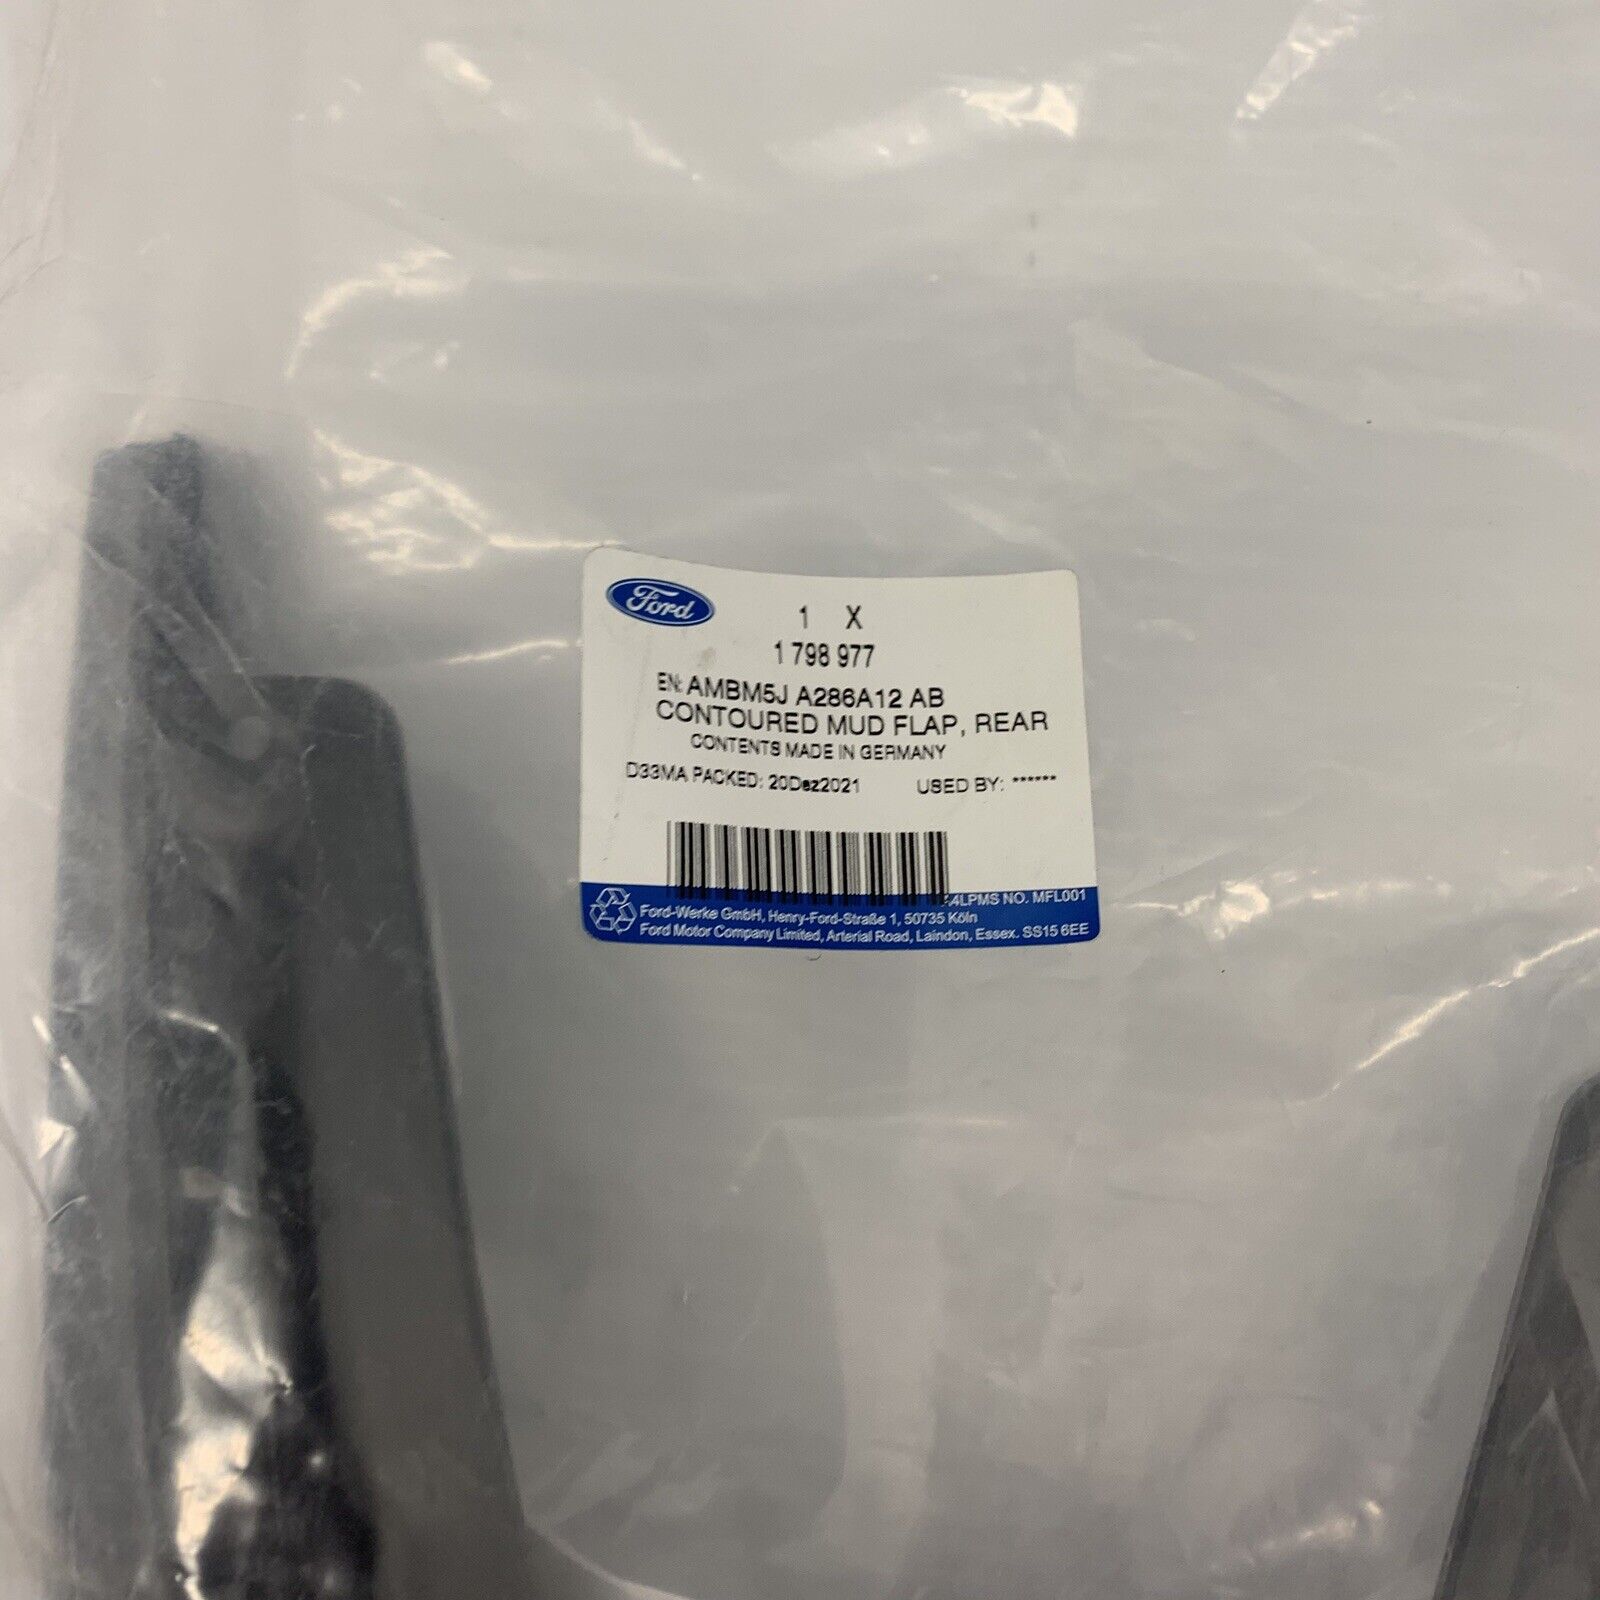 Ford
1 X
1 798 977
EN: AMBM5J A286A12 AB
CONTOURED MUD FLAP, REAR
CONTENTS MADE IN GERMANY
D33MA PACKED: 20Dez2021 USED BY: ******
LPMS NO. MFL001
Ford-Werke GmbH, Henry-Ford-Straße 1, 50735 Köln
Ford Motor Company Limited, Arterial Road, Laindon, Essex. SS15 6EE